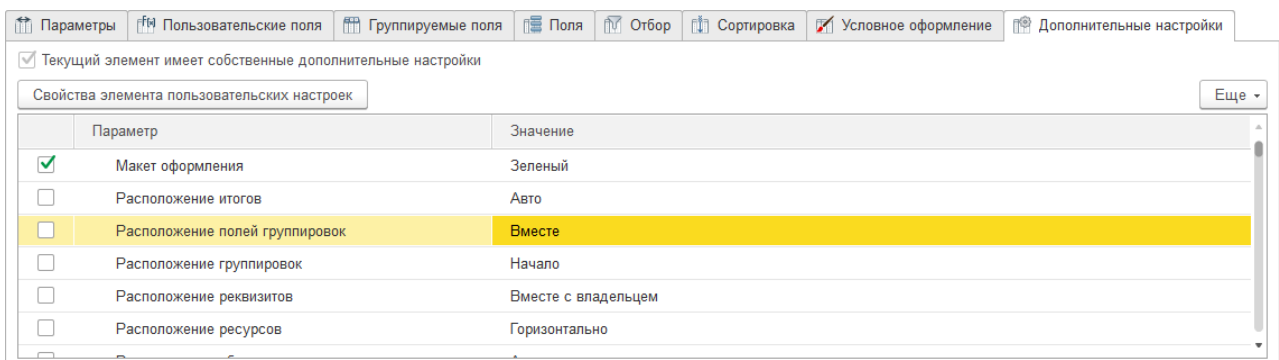 Параметры Пользовательские поля Группируемые поля Поля Отбор Сортировка Условное оформление Дополнительные настройки
Текущий элемент имеет собственные дополнительные настройки
Свойства элемента пользовательских настроек Еще
Параметр Значение
Макет оформления Зеленый
Расположение итогов Авто
Расположение полей группировок Вместе
Расположение группировок Начало
Расположение реквизитов Вместе с владельцем
Расположение ресурсов Горизонтально